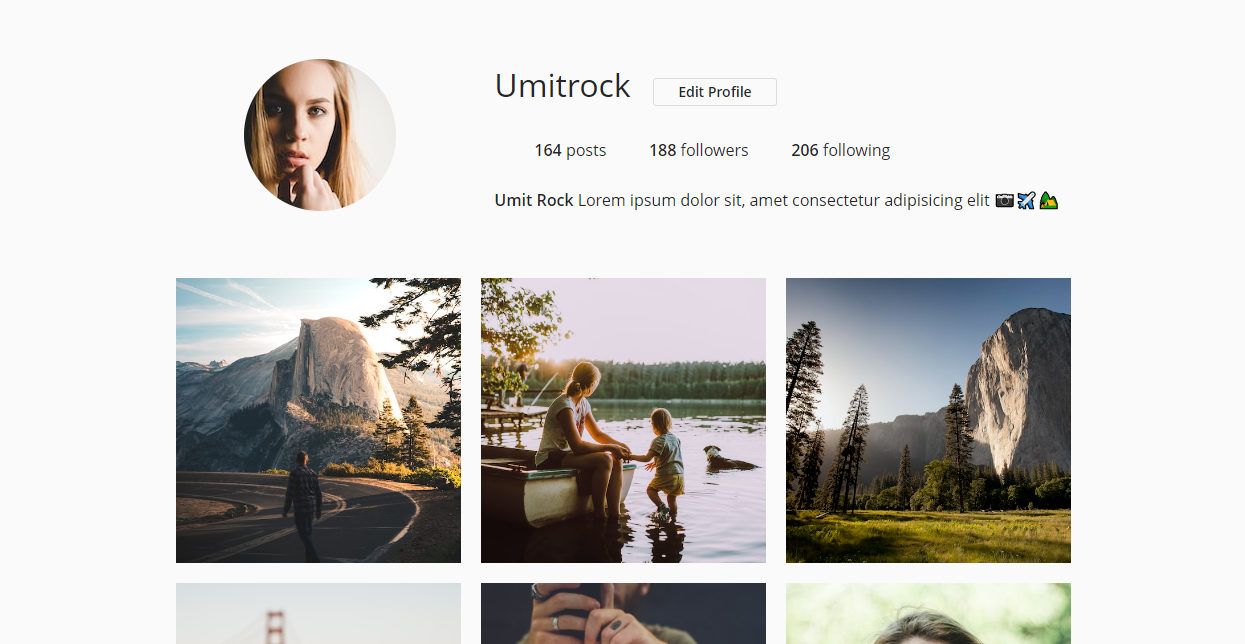 Umitrock Edit Profile
164 posts 188 followers 206 following
Umit Rock Lorem ipsum dolor sit, amet consectetur adipisicing elit 📷✈️🏕️